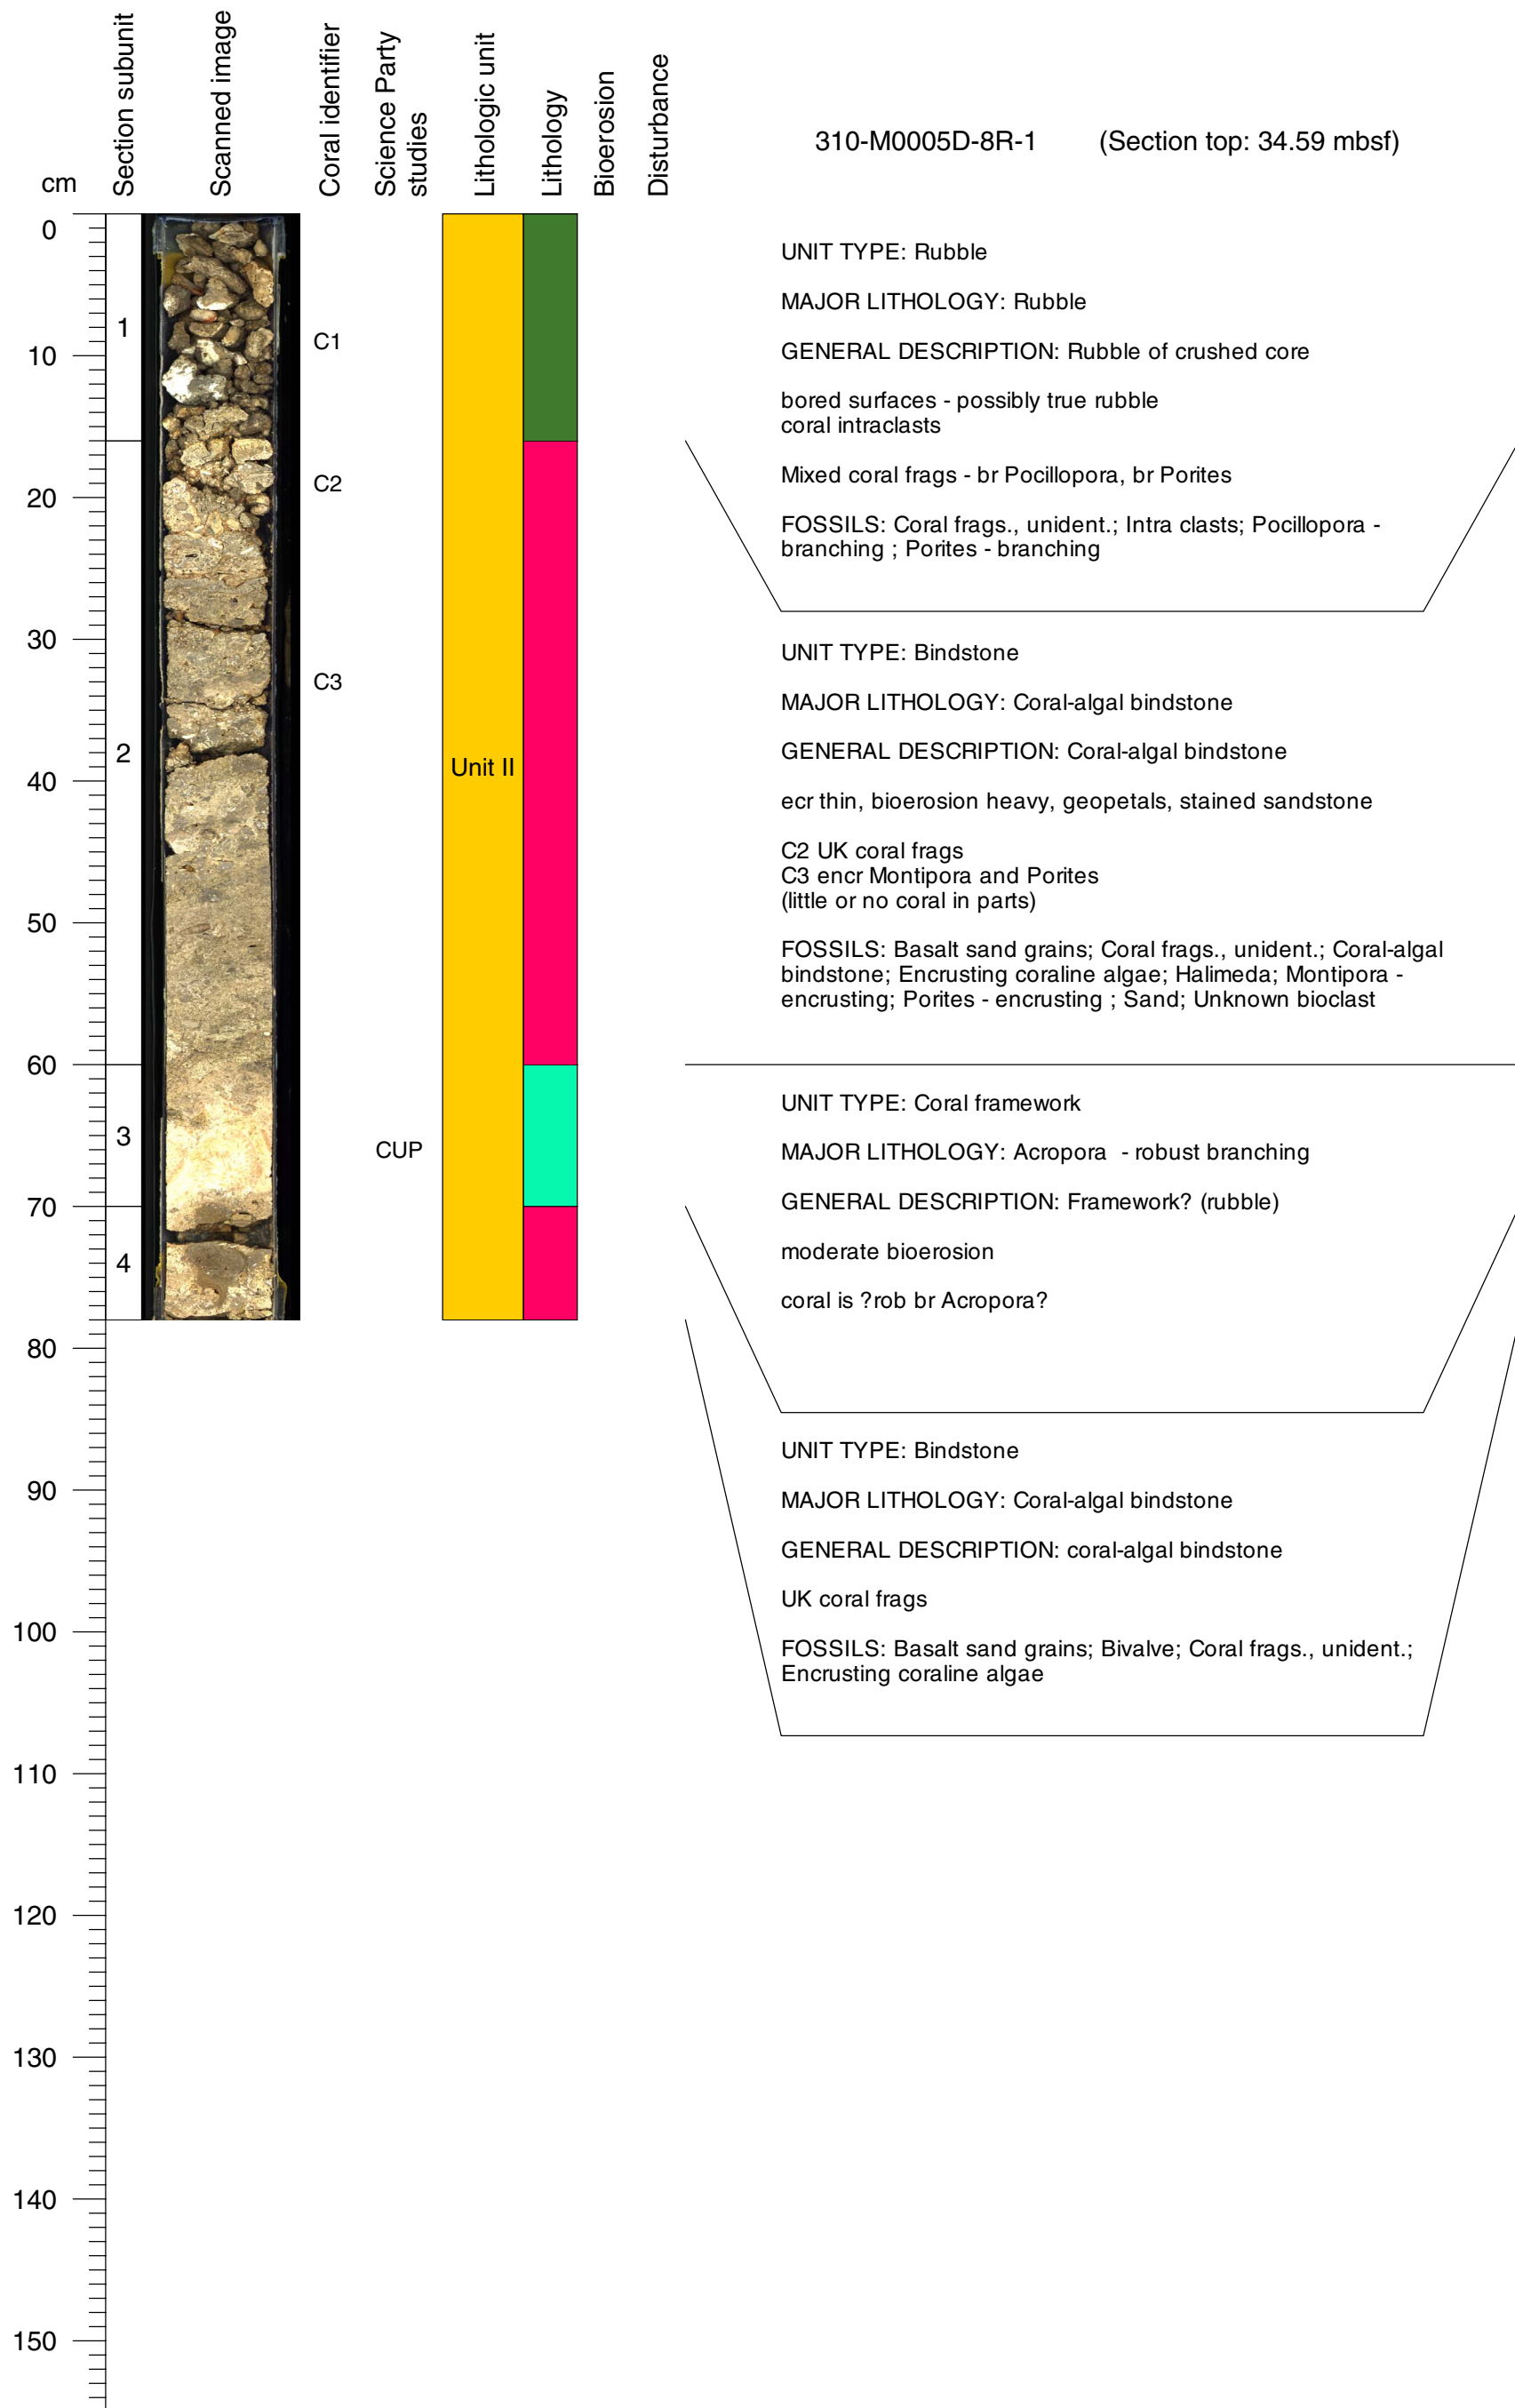 Section subunit
Scanned image
Coral identifier
Science Party
studies
Lithologic unit
Lithology
Bioerosion
Disturbance
310-M0005D-8R-1 (Section top: 34.59 mbsf)
cm
0
10
20
30
40
50
60
70
80
90
100
110
120
130
140
150
1
2
3
4
C1
C2
C3
CUP
Unit II
UNIT TYPE: Rubble
MAJOR LITHOLOGY: Rubble
GENERAL DESCRIPTION: Rubble of crushed core
bored surfaces - possibly true rubble
coral intraclasts
Mixed coral frags - br Pocillopora, br Porites
FOSSILS: Coral frags., unident.; Intra clasts; Pocillopora -
branching ; Porites - branching
UNIT TYPE: Bindstone
MAJOR LITHOLOGY: Coral-algal bindstone
GENERAL DESCRIPTION: Coral-algal bindstone
ecr thin, bioerosion heavy, geopetals, stained sandstone
C2 UK coral frags
C3 encr Montipora and Porites
(little or no coral in parts)
FOSSILS: Basalt sand grains; Coral frags., unident.; Coral-algal
bindstone; Encrusting coraline algae; Halimeda; Montipora -
encrusting; Porites - encrusting ; Sand; Unknown bioclast
UNIT TYPE: Coral framework
MAJOR LITHOLOGY: Acropora - robust branching
GENERAL DESCRIPTION: Framework? (rubble)
moderate bioerosion
coral is ?rob br Acropora?
UNIT TYPE: Bindstone
MAJOR LITHOLOGY: Coral-algal bindstone
GENERAL DESCRIPTION: coral-algal bindstone
UK coral frags
FOSSILS: Basalt sand grains; Bivalve; Coral frags., unident.;
Encrusting coraline algae